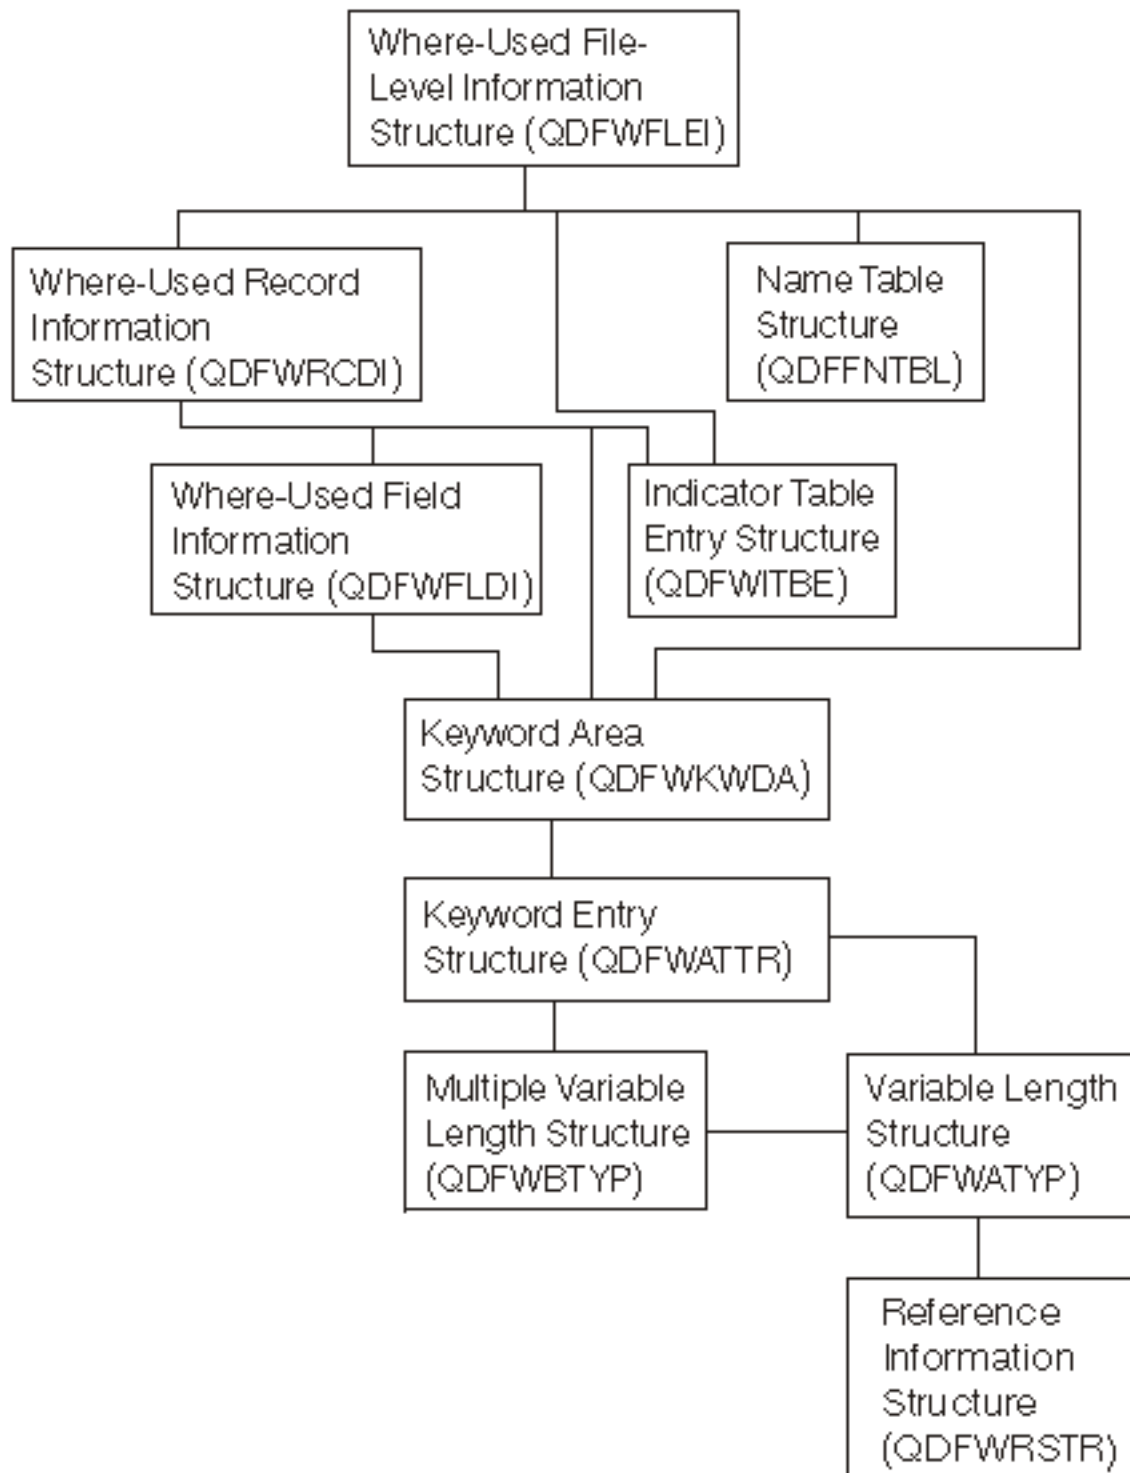 Where-Used File-
Level Information
Structure (QDFWFLEI)
Where-Used Record
Information
Structure (QDFWRCDI)
Name Table
Structure
(QDFFNTBL)
Where-Used Field
Information
Structure (QDFWFLDI)
Indicator Table
Entry Structure
(QDFWITBE)
Keyword Area
Structure (QDFWKWDA)
Keyword Entry
Structure (QDFWATTR)
Multiple Variable
Length Structure
(QDFWBTYP)
Variable Length
Structure
(QDFWATYP)
Reference
Information
Structure
(QDFWRSTR)